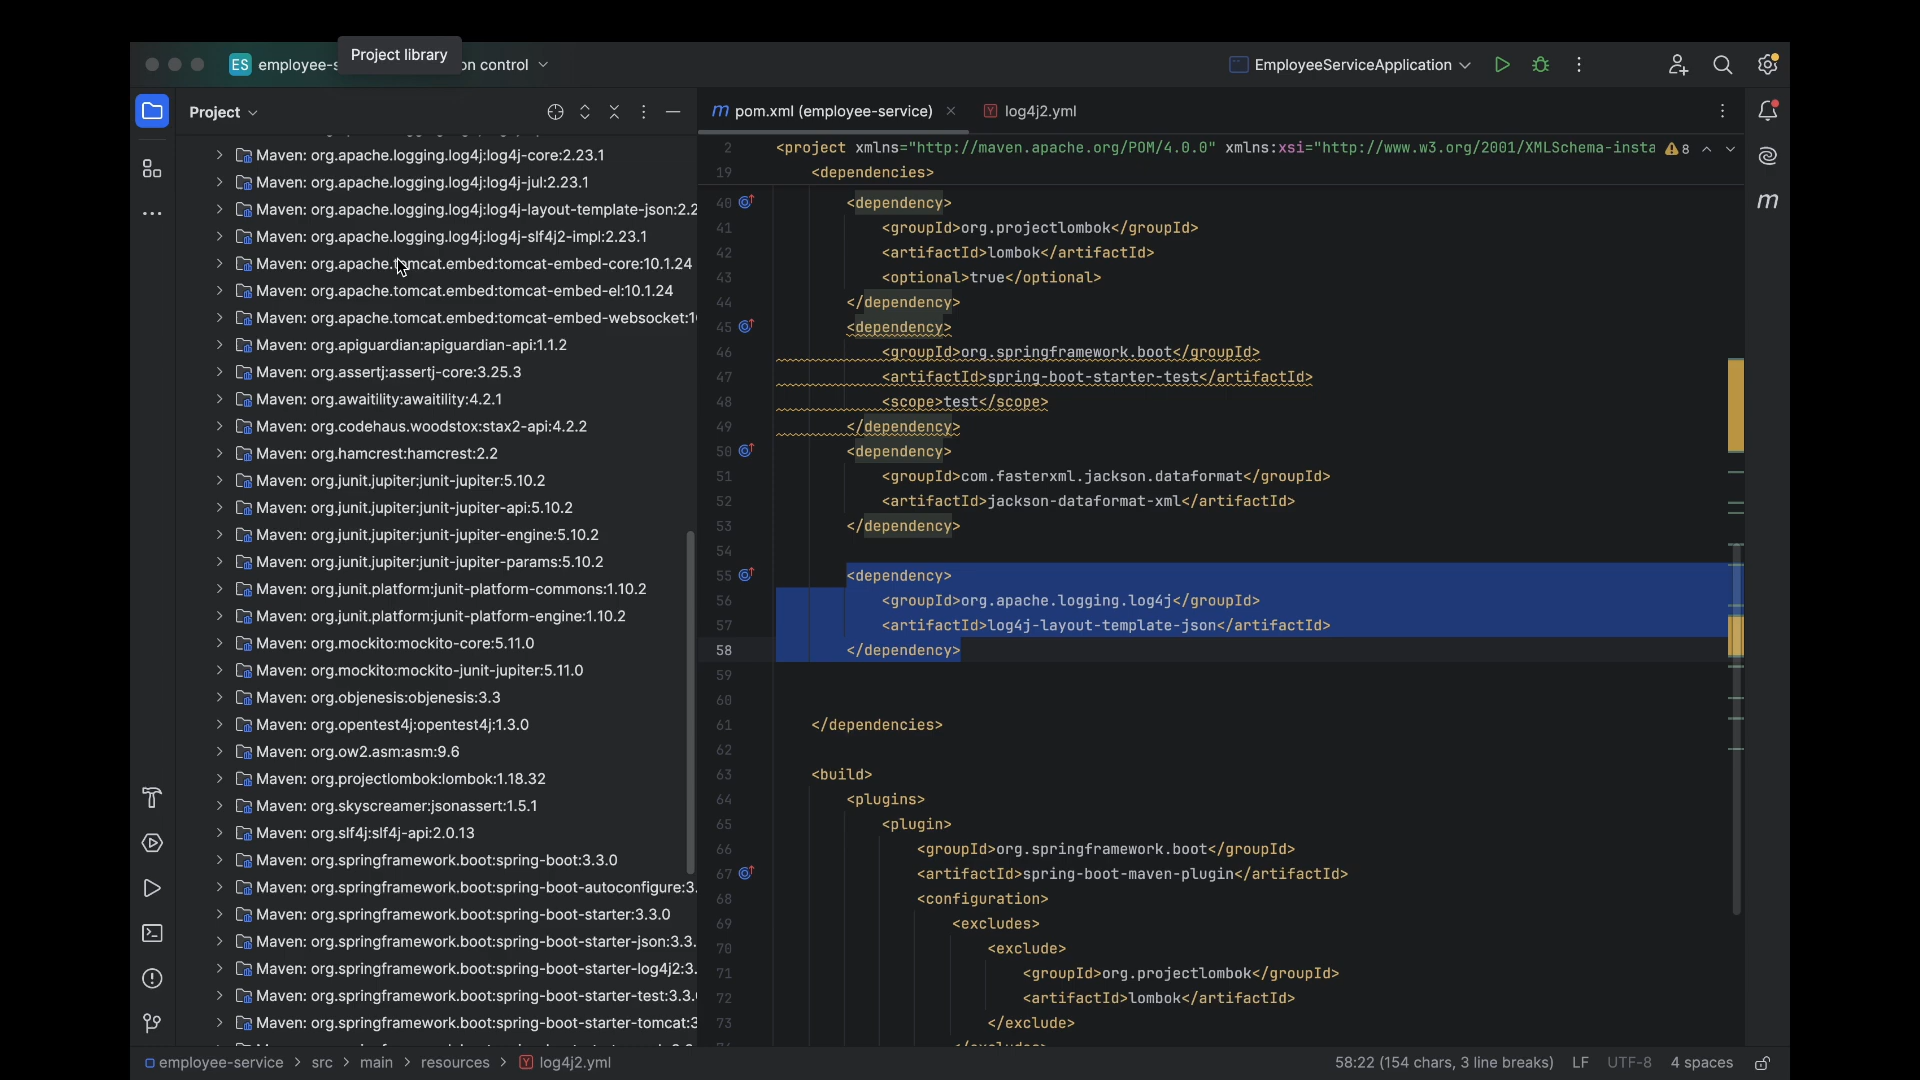 Project library
ES employee-s
on control
EmployeeServiceApplication
Project
Maven: org.apache.logging.log4j:log4j-core:2.23.1
Maven: org.apache.logging.log4j:log4j-jul:2.23.1
Maven: org.apache.logging.log4j:log4j-layout-template-json:2.2
Maven: org.apache.logging.log4j:log4j-slf4j2-impl:2.23.1
Maven: org.apache.tomcat.embed:tomcat-embed-core:10.1.24
Maven: org.apache.tomcat.embed:tomcat-embed-el:10.1.24
Maven: org.apache.tomcat.embed:tomcat-embed-websocket:1
Maven: org.apiguardian:apiguardian-api:1.1.2
Maven: org.assertj:assertj-core:3.25.3
Maven: org.awaitility:awaitility:4.2.1
Maven: org.codehaus.woodstox:stax2-api:4.2.2
Maven: org.hamcrest:hamcrest:2.2
Maven: org.junit.jupiter:junit-jupiter:5.10.2
Maven: org.junit.jupiter:junit-jupiter-api:5.10.2
Maven: org.junit.jupiter:junit-jupiter-engine:5.10.2
Maven: org.junit.jupiter:junit-jupiter-params:5.10.2
Maven: org.junit.platform:junit-platform-commons:1.10.2
Maven: org.junit.platform:junit-platform-engine:1.10.2
Maven: org.mockito:mockito-core:5.11.0
Maven: org.mockito:mockito-junit-jupiter:5.11.0
Maven: org.objenesis:objenesis:3.3
Maven: org.opentest4j:opentest4j:1.3.0
Maven: org.ow2.asm:asm:9.6
Maven: org.projectlombok:lombok:1.18.32
Maven: org.skyscreamer:jsonassert:1.5.1
Maven: org.slf4j:slf4j-api:2.0.13
Maven: org.springframework.boot:spring-boot:3.3.0
Maven: org.springframework.boot:spring-boot-autoconfigure:3.
Maven: org.springframework.boot:spring-boot-starter:3.3.0
Maven: org.springframework.boot:spring-boot-starter-json:3.3.
Maven: org.springframework.boot:spring-boot-starter-log4j2:3.
Maven: org.springframework.boot:spring-boot-starter-test:3.3.
Maven: org.springframework.boot:spring-boot-starter-tomcat:3
m pom.xml (employee-service)
Y log4j2.yml
2 <project xmlns="http://maven.apache.org/POM/4.0.0" xmlns:xsi="http://www.w3.org/2001/XMLSchema-insta 8
19 <dependencies>
40 <dependency>
41 <groupId>org.projectlombok</groupId>
42 <artifactId>lombok</artifactId>
43 <optional>true</optional>
44 </dependency>
45 <dependency>
46 <groupId>org.springframework.boot</groupId>
47 <artifactId>spring-boot-starter-test</artifactId>
48 <scope>test</scope>
49 </dependency>
50 <dependency>
51 <groupId>com.fasterxml.jackson.dataformat</groupId>
52 <artifactId>jackson-dataformat-xml</artifactId>
53 </dependency>
54
55 <dependency>
56 <groupId>org.apache.logging.log4j</groupId>
57 <artifactId>log4j-layout-template-json</artifactId>
58 </dependency>
59
60
61 </dependencies>
62
63 <build>
64 <plugins>
65 <plugin>
66 <groupId>org.springframework.boot</groupId>
67 <artifactId>spring-boot-maven-plugin</artifactId>
68 <configuration>
69 <excludes>
70 <exclude>
71 <groupId>org.projectlombok</groupId>
72 <artifactId>lombok</artifactId>
73 </exclude>
m
employee-service > src > main > resources > Y log4j2.yml
58:22 (154 chars, 3 line breaks) LF UTF-8 4 spaces